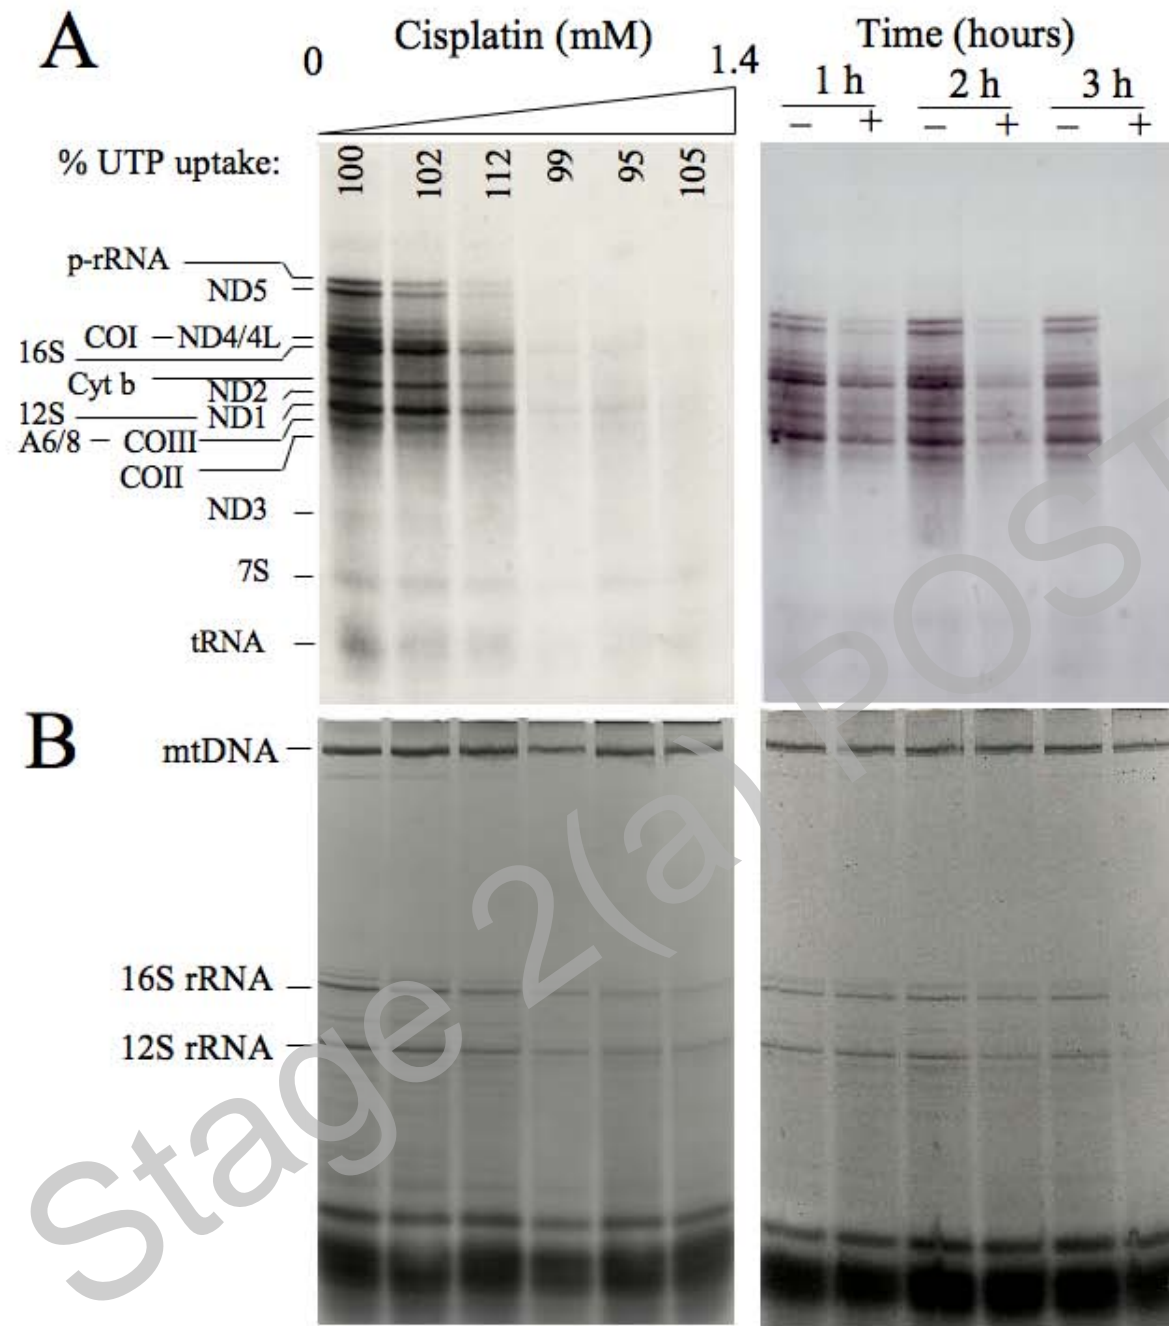 A
Cisplatin (mM)
0
1.4
Time (hours)
1 h 2 h 3 h
– + – + – +
% UTP uptake:
100 102 112 99 95 105
p-rRNA
ND5
COI – ND4/4L
16S
Cyt b
ND2
12S
ND1
A6/8 – COIII
COII
ND3
7S
tRNA
B
mtDNA
16S rRNA
12S rRNA
Stage 2(a) POST